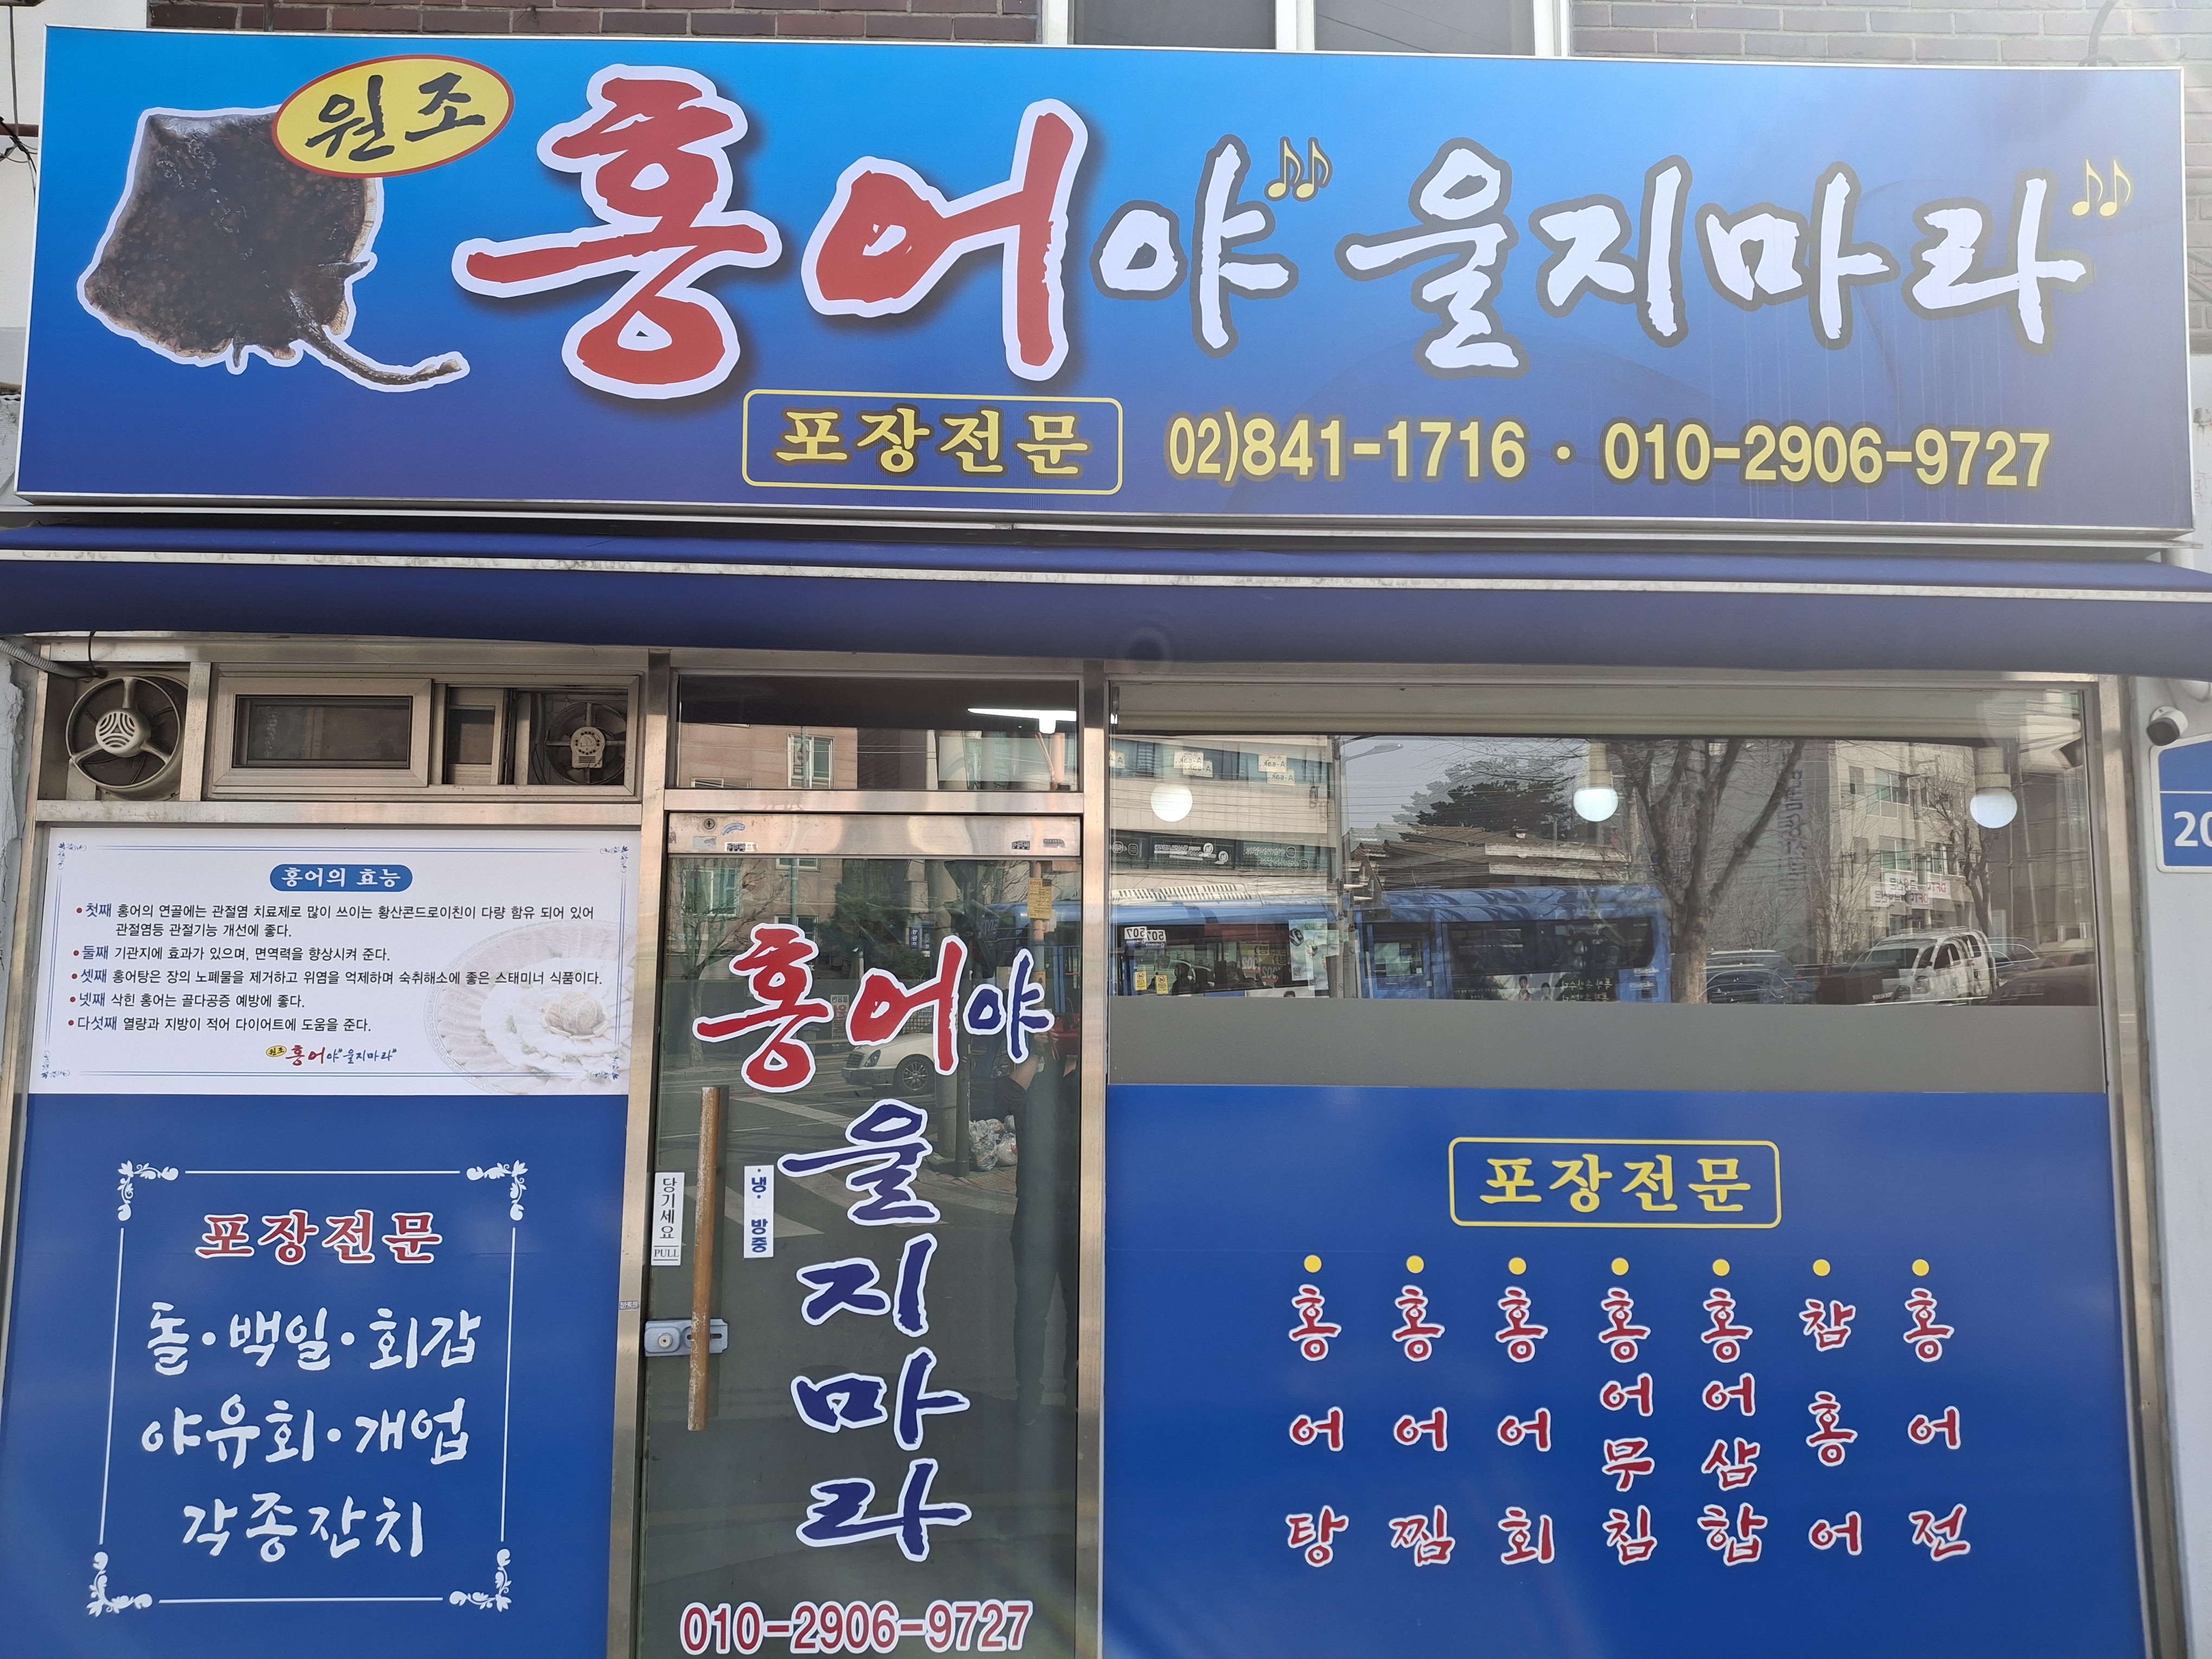 원조
홍어야 울지마라
포장전문 02)841-1716 · 010-2906-9727
홍어의 효능
• 첫째 홍어의 연골에는 관절염 치료제로 많이 쓰이는 황산콘드로이친이 다량 함유 되어 있어
관절염등 관절기능 개선에 좋다.
• 둘째 기관지에 효과가 있으며, 면역력을 향상시켜 준다.
• 셋째 홍어탕은 장의 노폐물을 제거하고 위염을 억제하며 숙취해소에 좋은 스태미너 식품이다.
• 넷째 삭힌 홍어는 골다공증 예방에 좋다.
• 다섯째 열량과 지방이 적어 다이어트에 도움을 준다.
원조 홍어야"울지마라"
포장전문
돌·백일·회갑
야유회·개업
각종잔치
홍어야
울
지
마
라
당기세요
PULL
·냉·
방중
010-2906-9727
포장전문
홍어탕
홍어찜
홍어회
홍어무침
홍어삼합
참홍어
홍어전
507
20